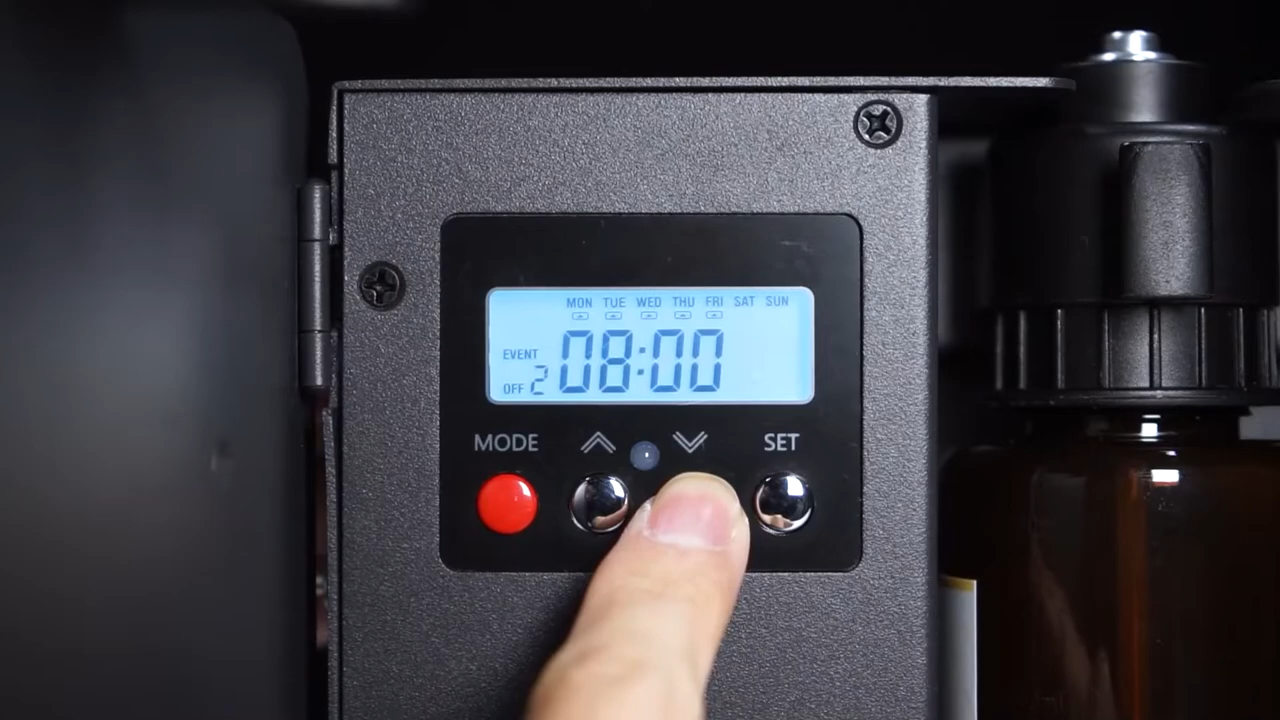 MON TUE WED THU FRI SAT SUN
EVENT
OFF 2 08:00
MODE SET